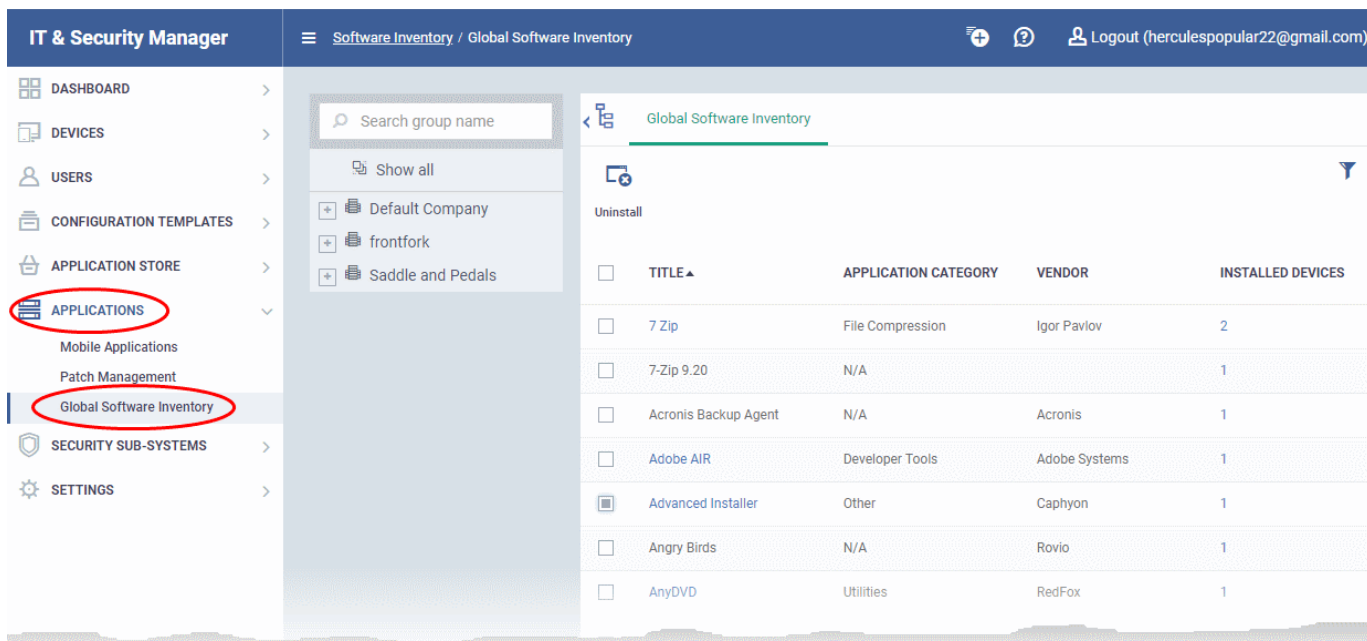 IT & Security Manager
Software Inventory / Global Software Inventory
Logout (herculespopular22@gmail.com)
DASHBOARD
DEVICES
USERS
CONFIGURATION TEMPLATES
APPLICATION STORE
APPLICATIONS
Mobile Applications
Patch Management
Global Software Inventory
SECURITY SUB-SYSTEMS
SETTINGS
Search group name
Show all
Default Company
frontfork
Saddle and Pedals
Global Software Inventory
Uninstall
TITLE APPLICATION CATEGORY VENDOR INSTALLED DEVICES
7 Zip File Compression Igor Pavlov 2
7-Zip 9.20 N/A 1
Acronis Backup Agent N/A Acronis 1
Adobe AIR Developer Tools Adobe Systems 1
Advanced Installer Other Caphyon 1
Angry Birds N/A Rovio 1
AnyDVD Utilities RedFox 1